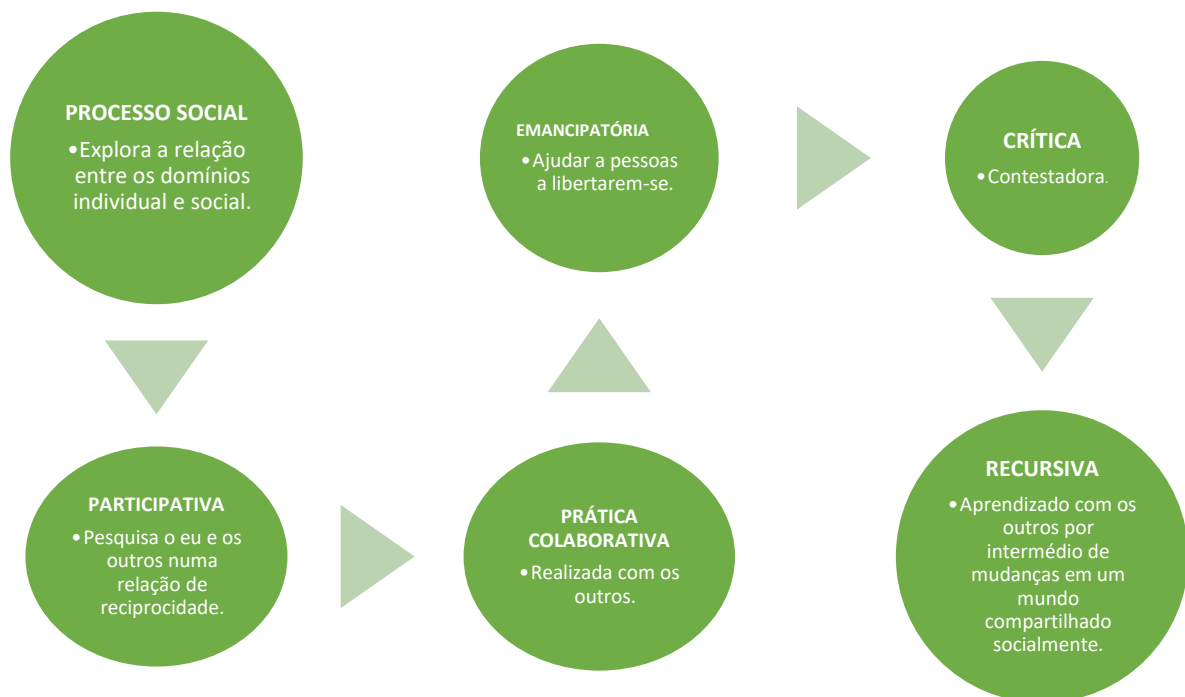 PROCESSO SOCIAL
•Explora a relação
entre os domínios
individual e social.
PARTICIPATIVA
•Pesquisa o eu e os
outros numa
relação de
reciprocidade.
PRÁTICA
COLABORATIVA
•Realizada com os
outros.
EMANCIPATÓRIA
•Ajudar a pessoas
a libertarem-se.
CRÍTICA
•Contestadora.
RECURSIVA
•Aprendizado com os
outros por
intermédio de
mudanças em um
mundo
compartilhado
socialmente.